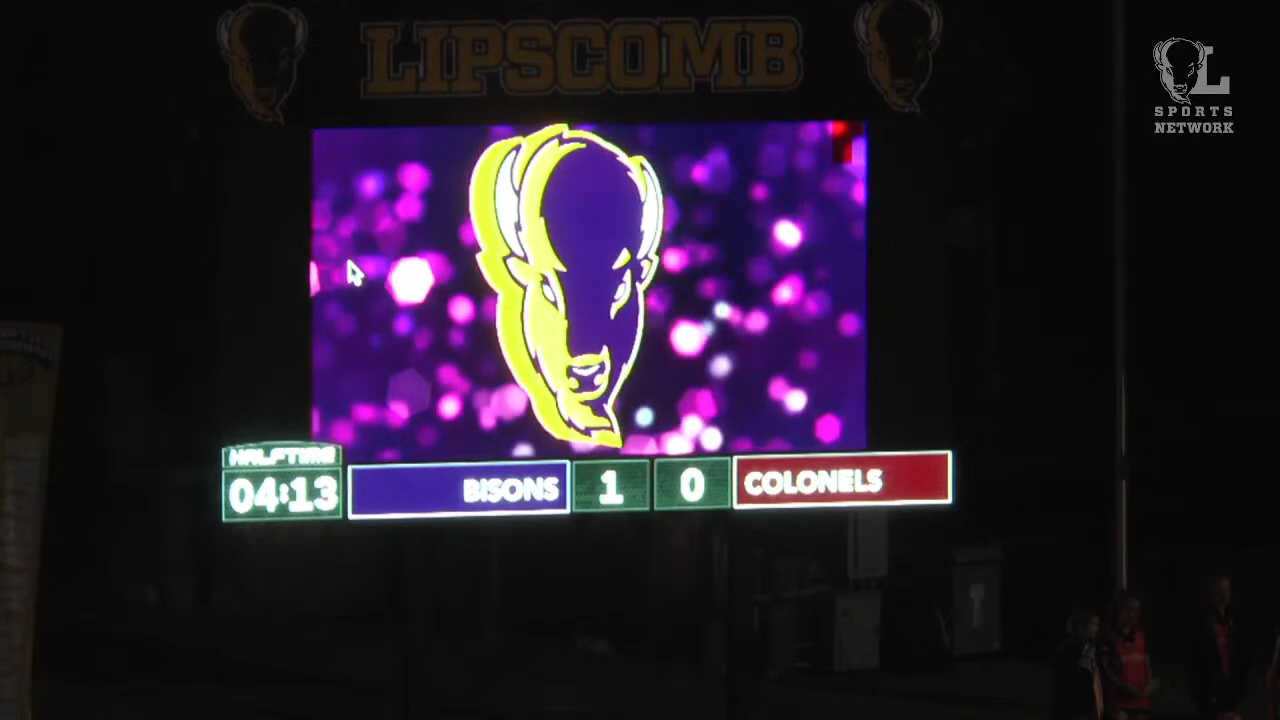 LIPSCOMB
L
SPORTS
NETWORK
HALFTIME
04:13
BISONS
1
0
COLONELS